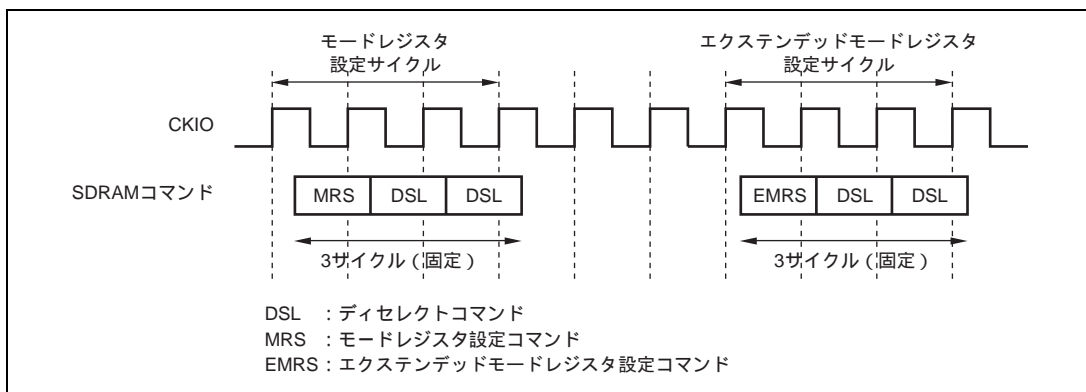 モードレジスタ
設定サイクル
エクステンデッドモードレジスタ
設定サイクル
CKIO
SDRAMコマンド
MRS
DSL
DSL
EMRS
DSL
DSL
3サイクル（固定）
3サイクル（固定）
DSL ：ディセレクトコマンド
MRS ：モードレジスタ設定コマンド
EMRS：エクステンデッドモードレジスタ設定コマンド